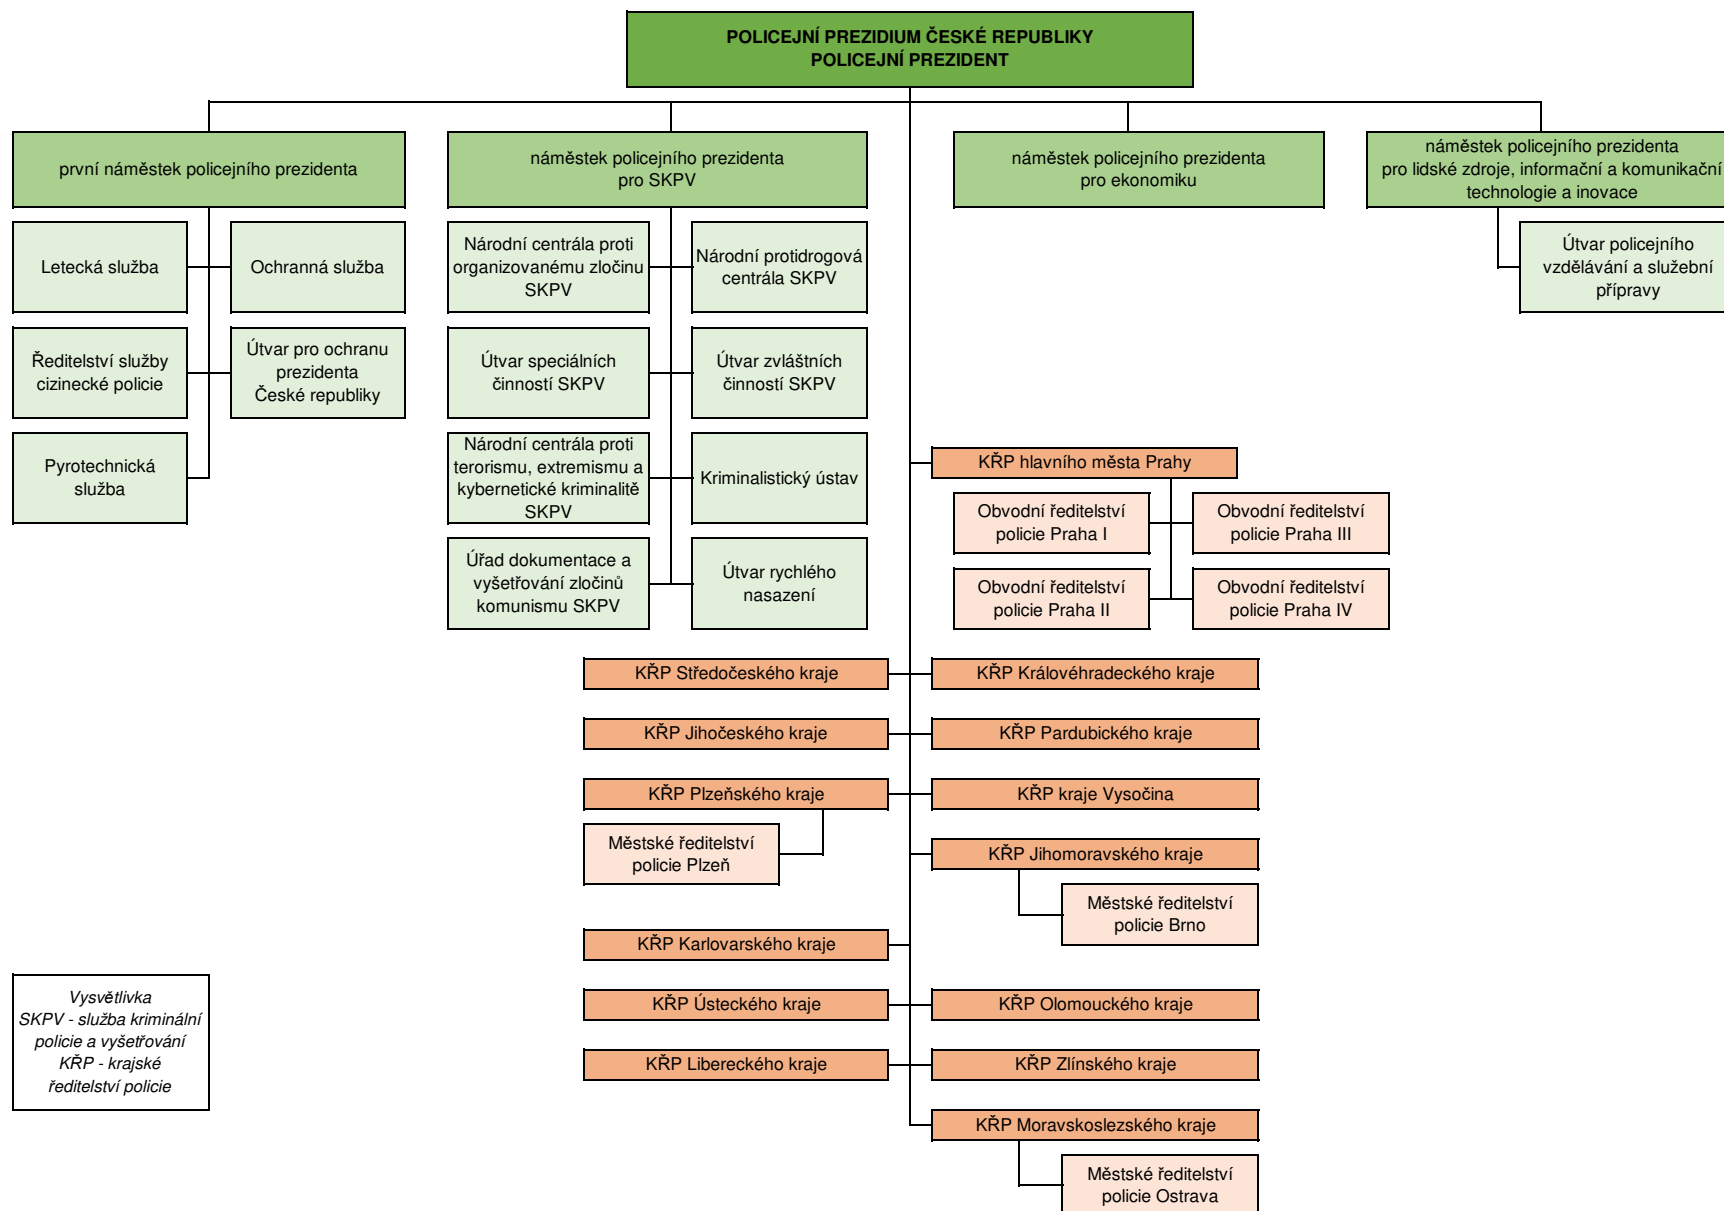 POLICEJNÍ PREZIDIUM ČESKÉ REPUBLIKY
POLICEJNÍ PREZIDENT
první náměstek policejního prezidenta
náměstek policejního prezidenta
pro SKPV
náměstek policejního prezidenta
pro ekonomiku
náměstek policejního prezidenta
pro lidské zdroje, informační a komunikační
technologie a inovace
Letecká služba
Ochranná služba
Národní centrála proti
organizovanému zločinu
SKPV
Národní protidrogová
centrála SKPV
Útvar policejního
vzdělávání a služební
přípravy
Ředitelství služby
cizinecké policie
Útvar pro ochranu
prezidenta
České republiky
Útvar speciálních
činností SKPV
Útvar zvláštních
činností SKPV
Pyrotechnická
služba
Národní centrála proti
terorismu, extremismu a
kybernetické kriminalitě
SKPV
Kriminalistický ústav
KŘP hlavního města Prahy
Obvodní ředitelství
policie Praha I
Obvodní ředitelství
policie Praha III
Úřad dokumentace a
vyšetřování zločinů
komunismu SKPV
Útvar rychlého
nasazení
Obvodní ředitelství
policie Praha II
Obvodní ředitelství
policie Praha IV
KŘP Středočeského kraje
KŘP Královéhradeckého kraje
KŘP Jihočeského kraje
KŘP Pardubického kraje
KŘP Plzeňského kraje
KŘP kraje Vysočina
Městské ředitelství
policie Plzeň
KŘP Jihomoravského kraje
Městské ředitelství
policie Brno
KŘP Karlovarského kraje
KŘP Ústeckého kraje
KŘP Olomouckého kraje
KŘP Libereckého kraje
KŘP Zlínského kraje
KŘP Moravskoslezského kraje
Městské ředitelství
policie Ostrava
Vysvětlivka
SKPV - služba kriminální
policie a vyšetřování
KŘP - krajské
ředitelství policie